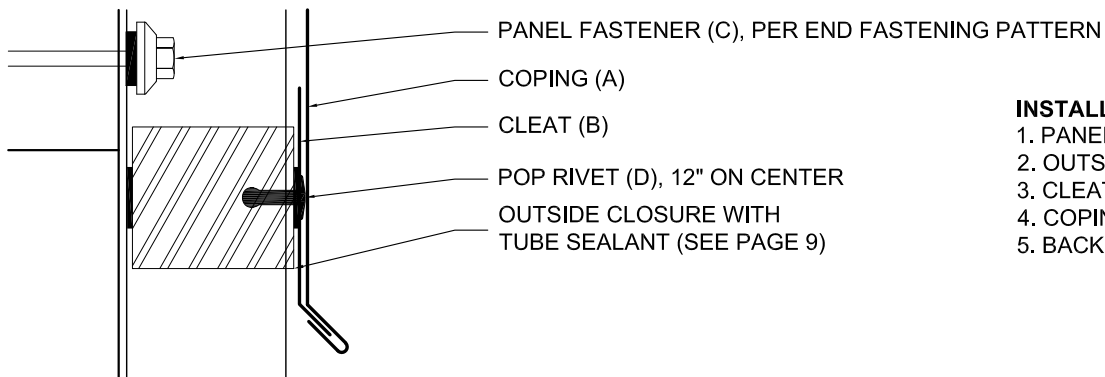 PANEL FASTENER (C), PER END FASTENING PATTERN
COPING (A)
CLEAT (B)
POP RIVET (D), 12" ON CENTER
OUTSIDE CLOSURE WITH
TUBE SEALANT (SEE PAGE 9)
INSTALL
1. PANEL
2. OUTS
3. CLEAT
4. COPIN
5. BACK